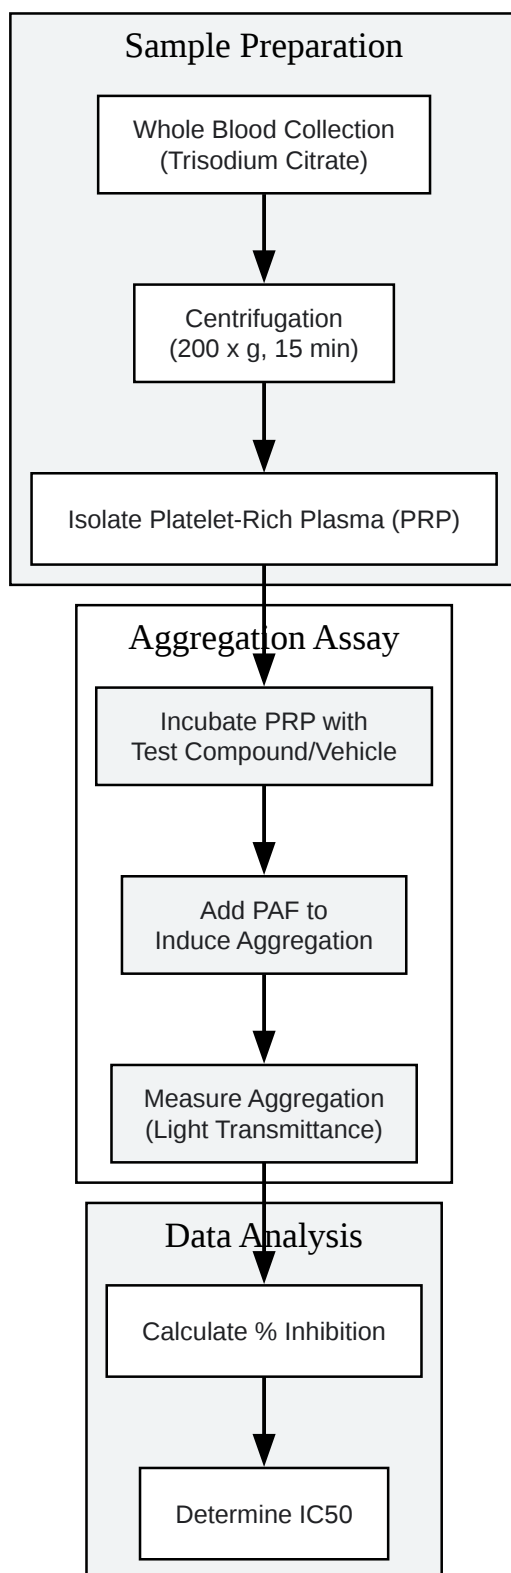 Sample Preparation
Whole Blood Collection
(Trisodium Citrate)
Centrifugation
(200 x g, 15 min)
Isolate Platelet-Rich Plasma (PRP)
Aggregation Assay
Incubate PRP with
Test Compound/Vehicle
Add PAF to
Induce Aggregation
Measure Aggregation
(Light Transmittance)
Data Analysis
Calculate % Inhibition
Determine IC50